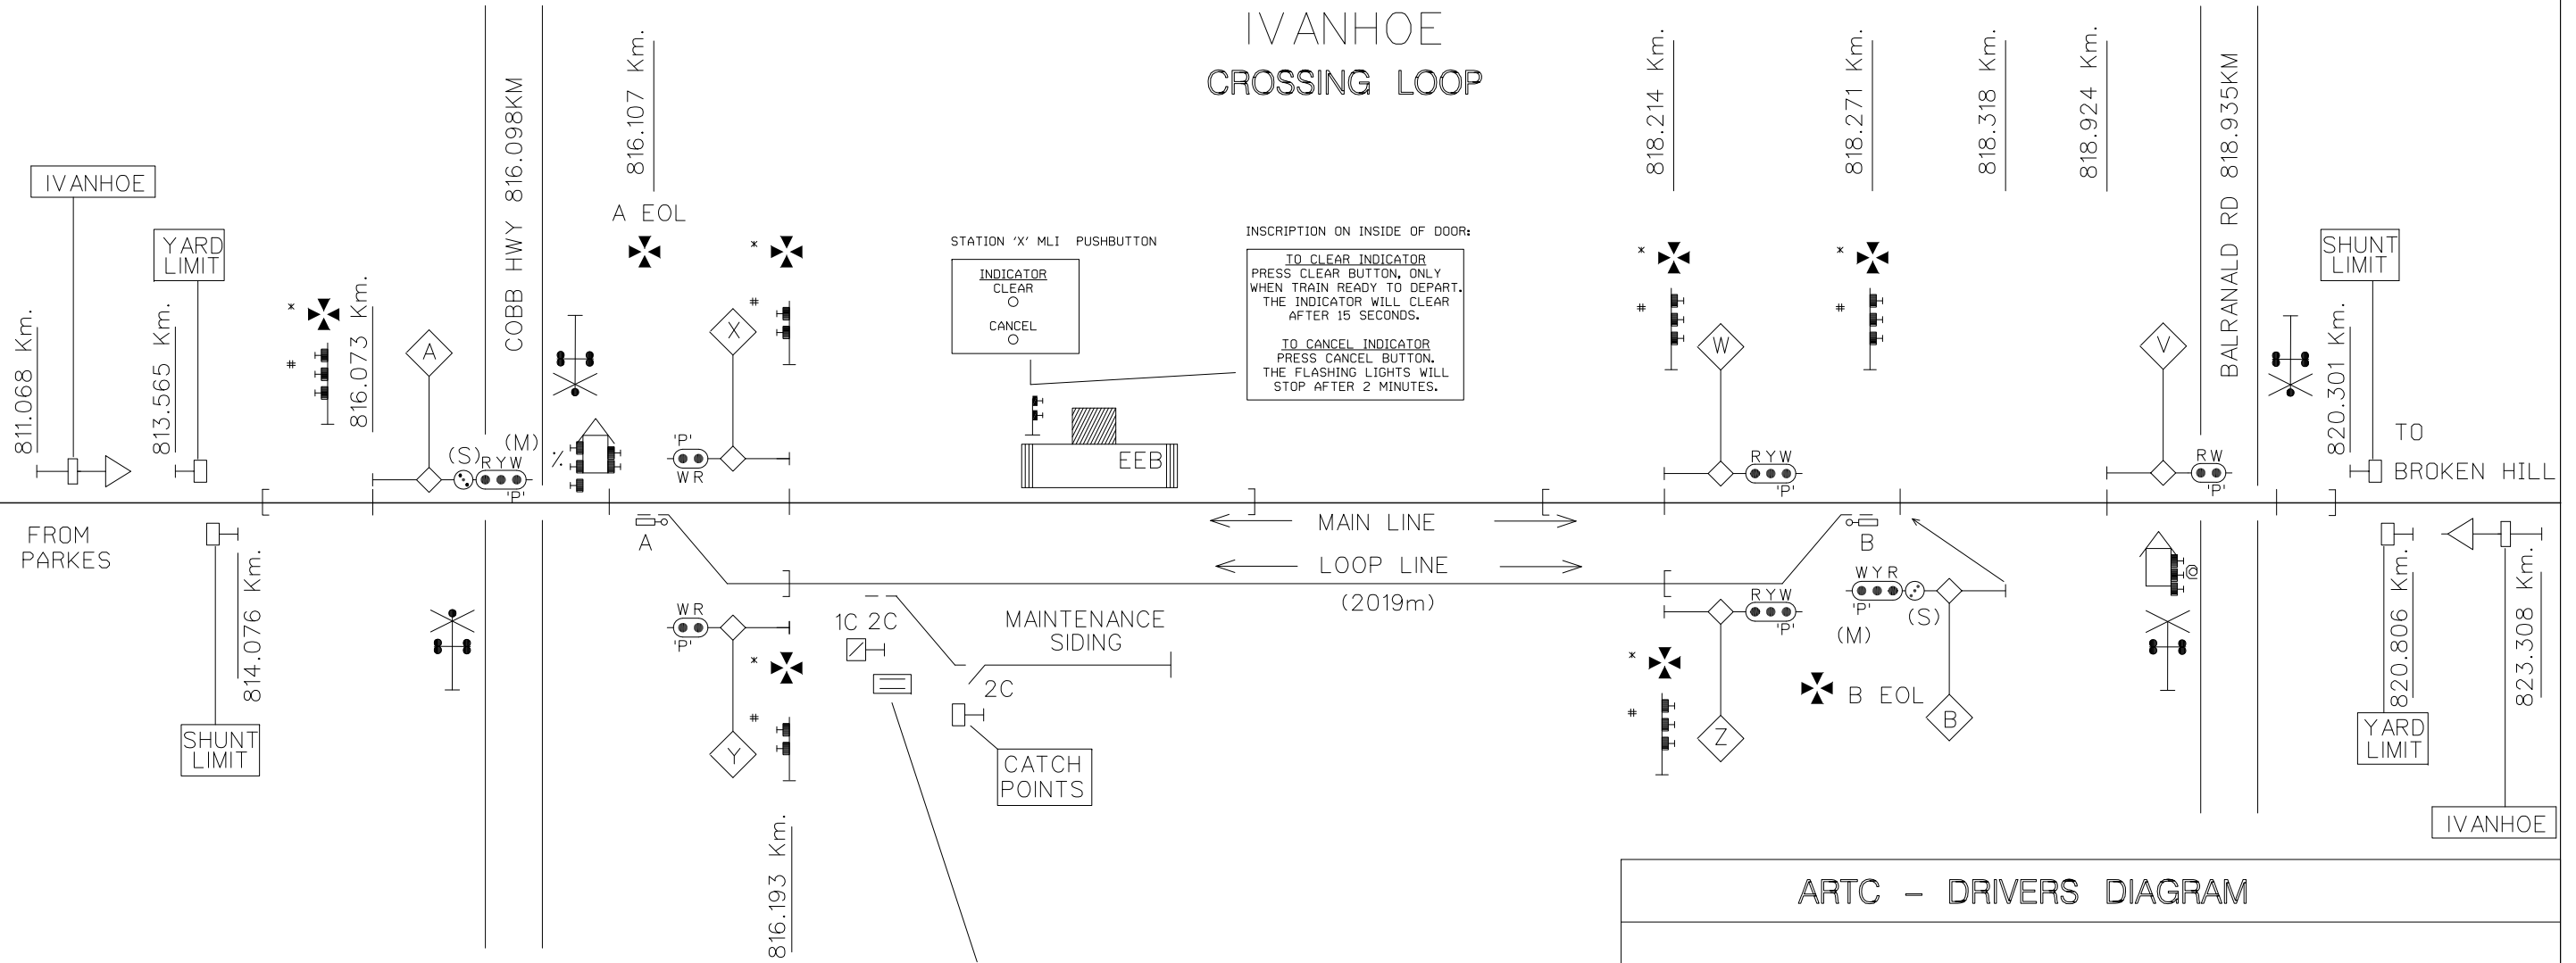 IVANHOE
CROSSING LOOP
811.068 Km.
IVANHOE
813.565 Km.
YARD
LIMIT
*
#
816.073 Km.
A
COBB HWY 816.098KM
816.107 Km.
A EOL
*
#
X
STATION 'X' MLI PUSHBUTTON
INDICATOR
CLEAR
CANCEL
INSCRIPTION ON INSIDE OF DOOR:
TO CLEAR INDICATOR
PRESS CLEAR BUTTON, ONLY
WHEN TRAIN READY TO DEPART.
THE INDICATOR WILL CLEAR
AFTER 15 SECONDS.
TO CANCEL INDICATOR
PRESS CANCEL BUTTON.
THE FLASHING LIGHTS WILL
STOP AFTER 2 MINUTES.
818.214 Km.
*
#
W
818.271 Km.
*
#
818.318 Km.
818.924 Km.
V
BALRANALD RD 818.935KM
SHUNT
LIMIT
820.301 Km.
TO
BROKEN HILL
(S)
(M)
RYW
'P'
%
'P'
WR
EEB
RYW
'P'
RW
'P'
FROM
PARKES
814.076 Km.
SHUNT
LIMIT
A
MAIN LINE
LOOP LINE
(2019m)
WR
'P'
*
#
Y
816.193 Km.
1C 2C
MAINTENANCE
SIDING
2C
CATCH
POINTS
RYW
'P'
*
#
Z
B
WYR
'P'
(M)
(S)
B EOL
B
@
820.806 Km.
YARD
LIMIT
823.308 Km.
IVANHOE
ARTC - DRIVERS DIAGRAM